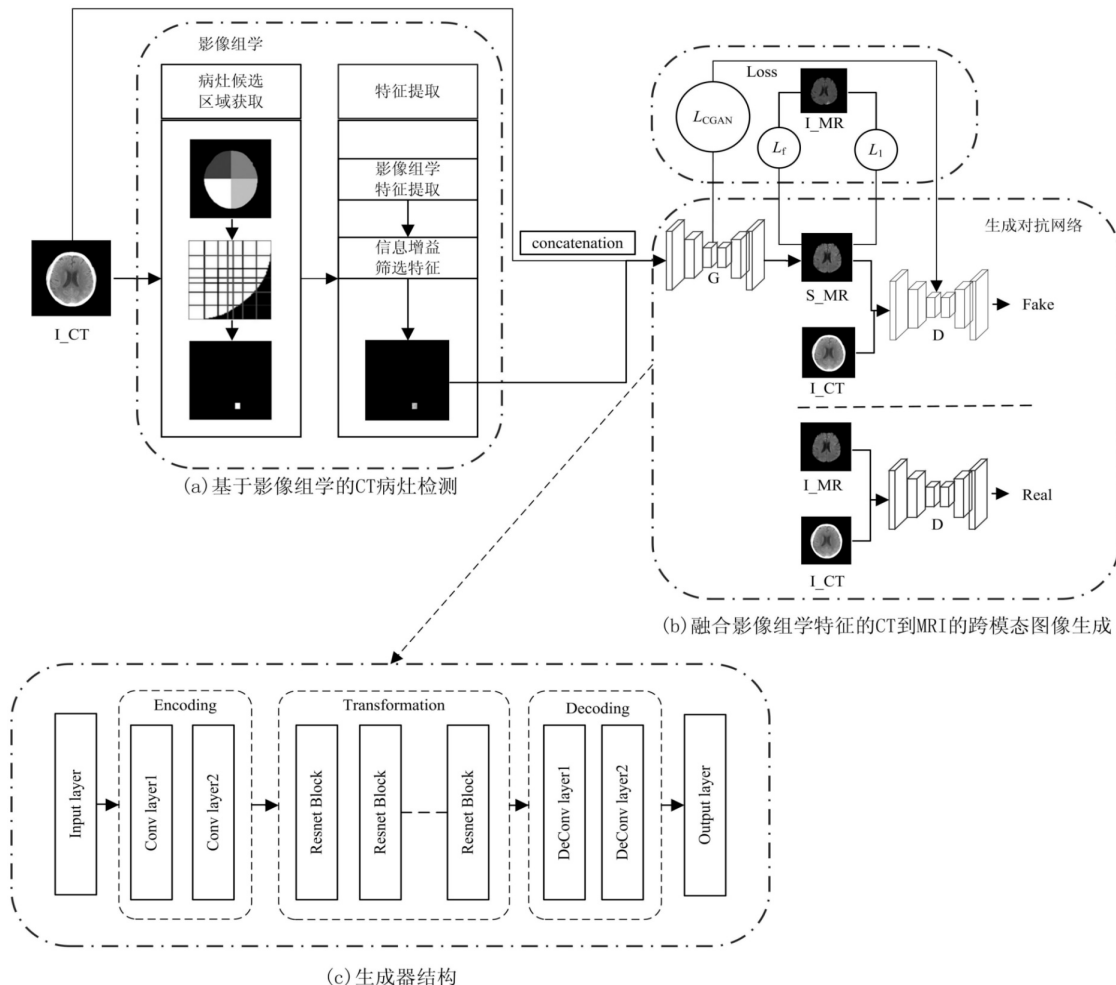 影像组学
病灶候选
区域获取
特征提取
影像组学
特征提取
信息增益
筛选特征
I_CT
(a)基于影像组学的CT病灶检测
concatenation
Loss
L_CGAN
I_MR
L_f
L_1
生成对抗网络
G
S_MR
D
Fake
I_CT
I_MR
D
Real
I_CT
(b)融合影像组学特征的CT到MRI的跨模态图像生成
Input layer
Encoding
Conv layer1
Conv layer2
Transformation
Resnet Block
Resnet Block
Resnet Block
Decoding
DeConv layer1
DeConv layer2
Output layer
(c)生成器结构